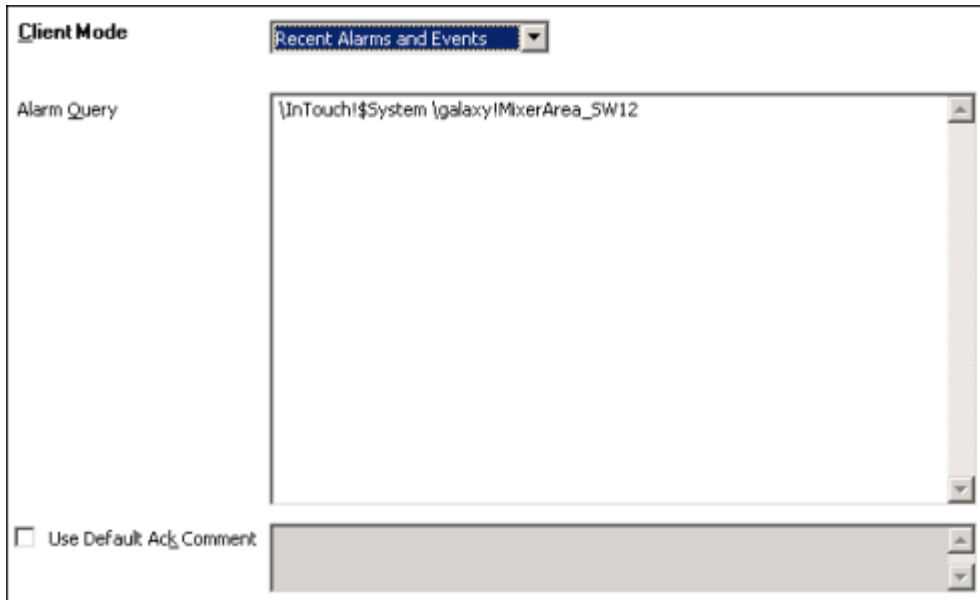 Client Mode
Recent Alarms and Events
Alarm Query
\InTouch!$System \galaxy!MixerArea_SW12
Use Default Ack Comment